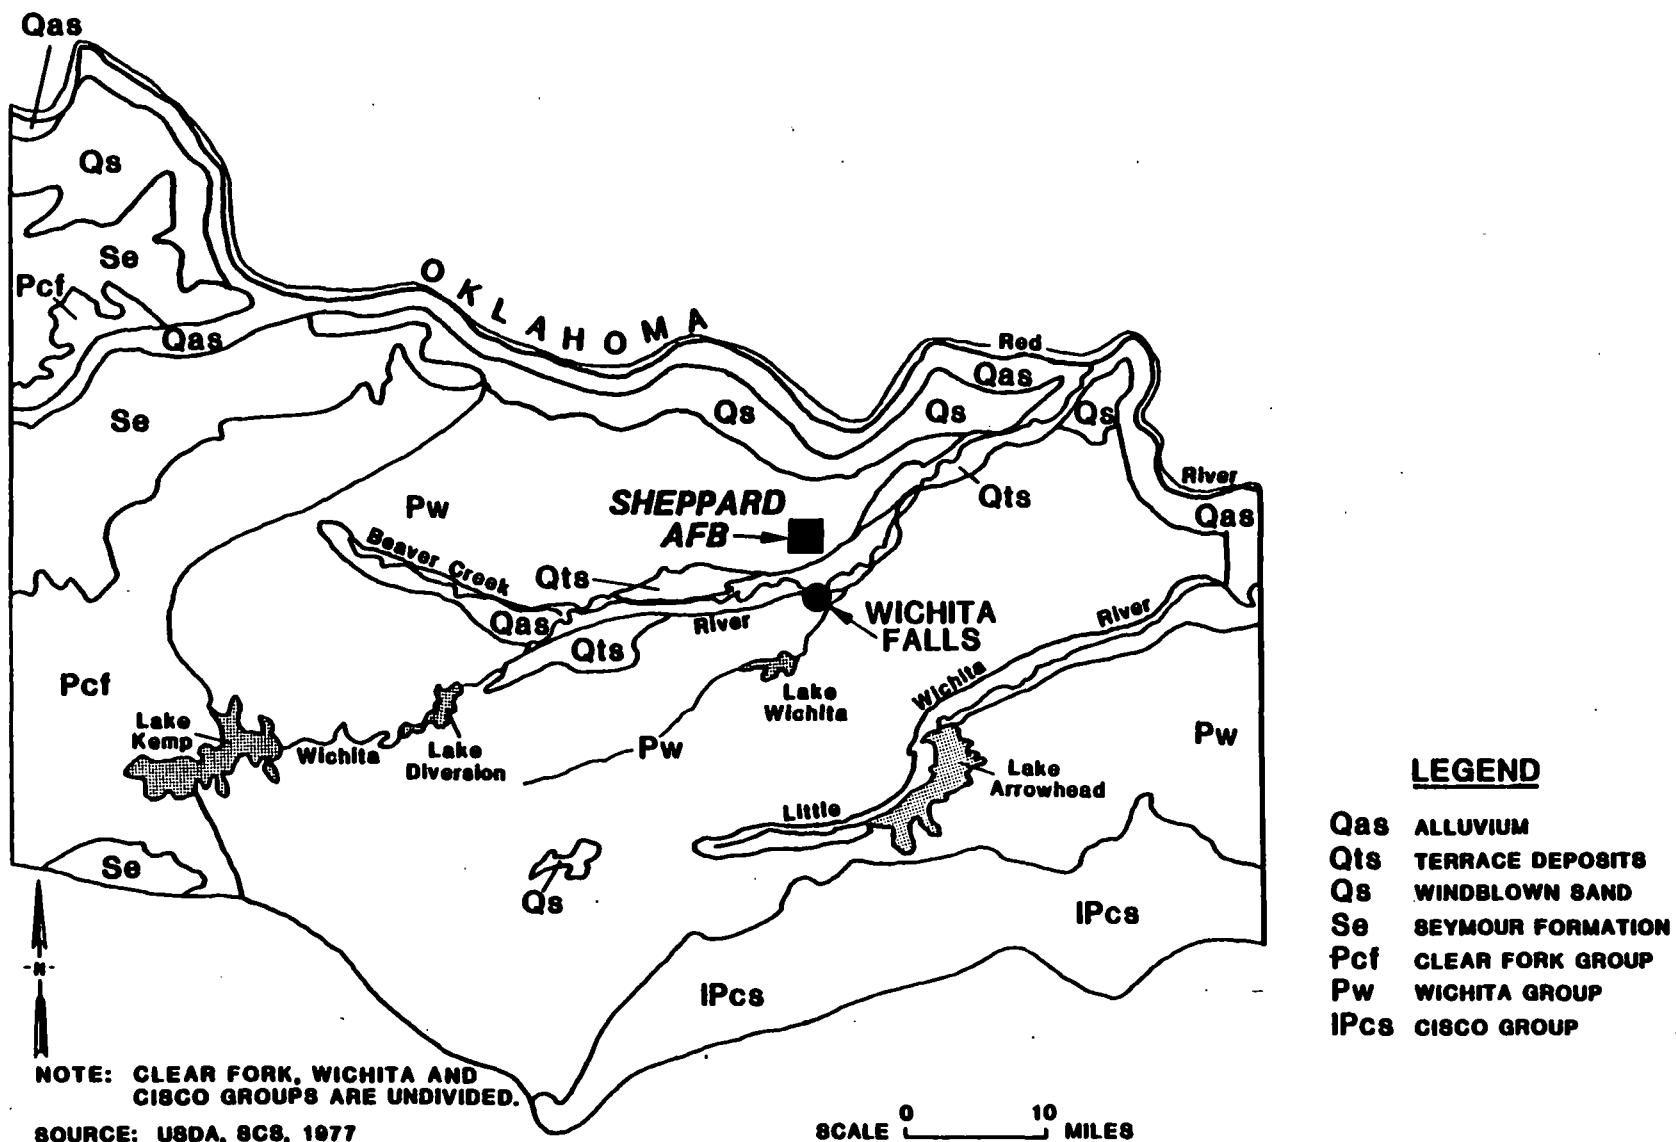 Qas
Qs
Se
Pcf
Qas
Se
OKLAHOMA
Red
Qas
Qs
Qs
Qs
River
Qas
Qts
Pw
SHEPPARD
AFB
Beaver Creek
Qts
Qas
River
Qts
WICHITA
FALLS
River
Wichita
Pcf
Lake
Kemp
Wichita
Lake
Diversion
Lake
Wichita
Pw
Pw
Lake
Arrowhead
Little
Se
Qs
IPcs
IPcs
-N-
LEGEND
Qas ALLUVIUM
Qts TERRACE DEPOSITS
Qs WINDBLOWN SAND
Se SEYMOUR FORMATION
Pcf CLEAR FORK GROUP
Pw WICHITA GROUP
IPcs CISCO GROUP
NOTE: CLEAR FORK, WICHITA AND
CISCO GROUPS ARE UNDIVIDED.
SOURCE: USDA, SCS, 1977
0 10
SCALE MILES